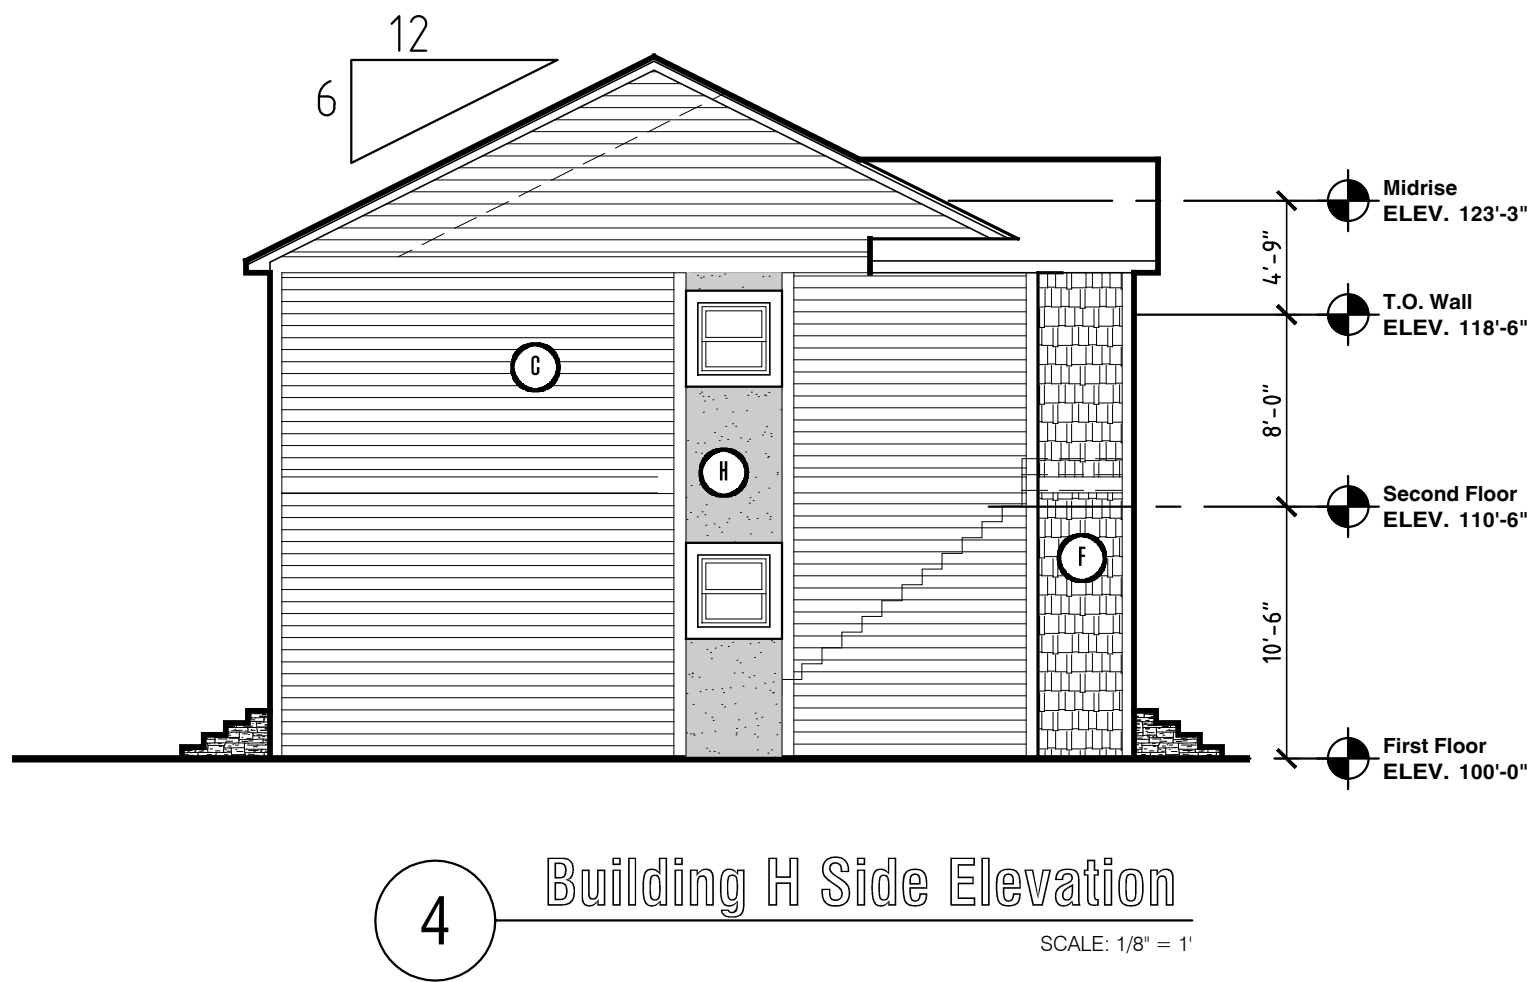 12
6
Midrise
ELEV. 123'-3"
4'-9"
T.O. Wall
ELEV. 118'-6"
C
8'-0"
H
Second Floor
ELEV. 110'-6"
F
10'-6"
First Floor
ELEV. 100'-0"
4
Building H Side Elevation
SCALE: 1/8" = 1'